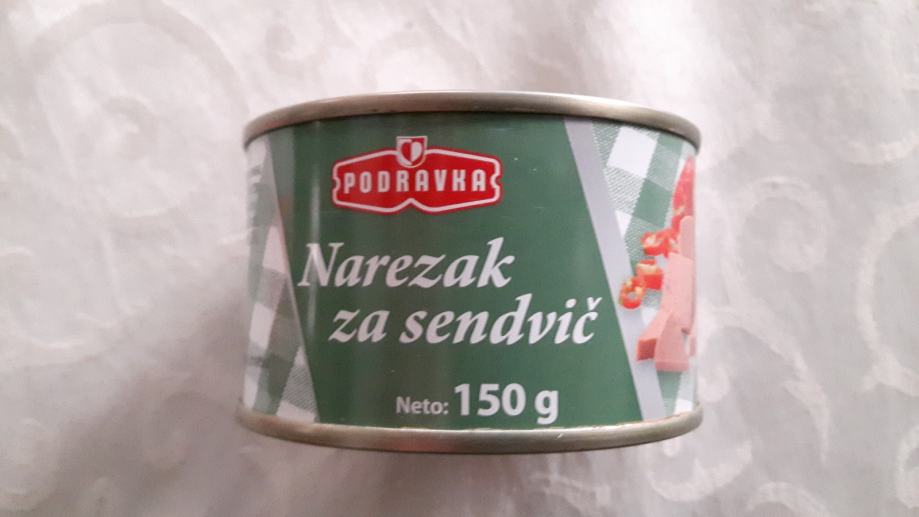 PODRAVKA
Narezak
za sendvič
Neto: 150 g